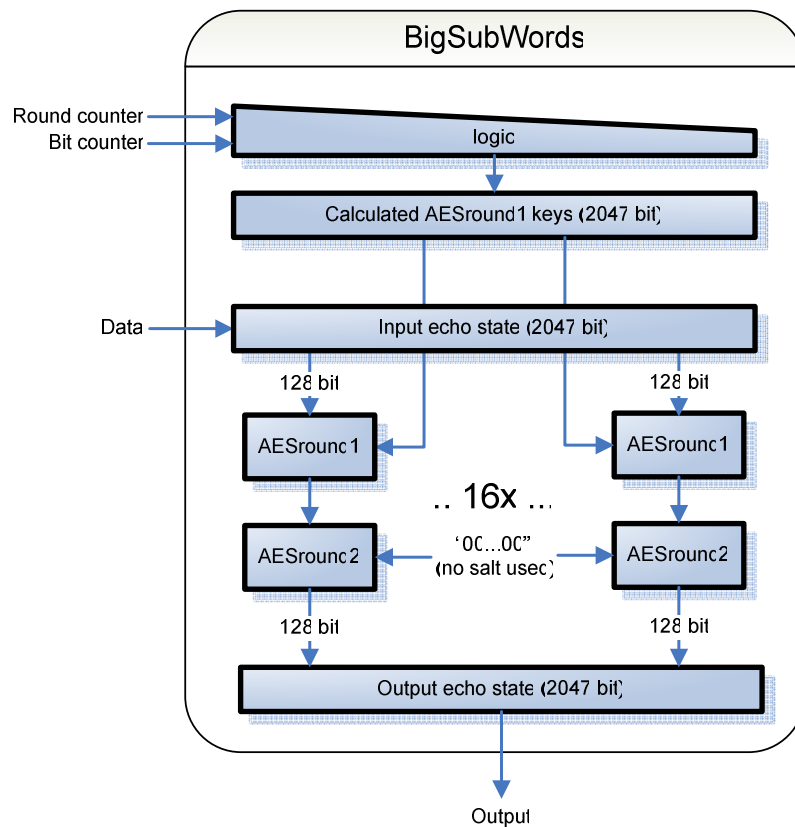 BigSubWords
Round counter
Bit counter
logic
Calculated AESround1 keys (2047 bit)
Data
Input echo state (2047 bit)
128 bit
128 bit
AESround1
AESround1
.. 16x ...
AESround2
"00...00"
(no salt used)
AESround2
128 bit
128 bit
Output echo state (2047 bit)
Output